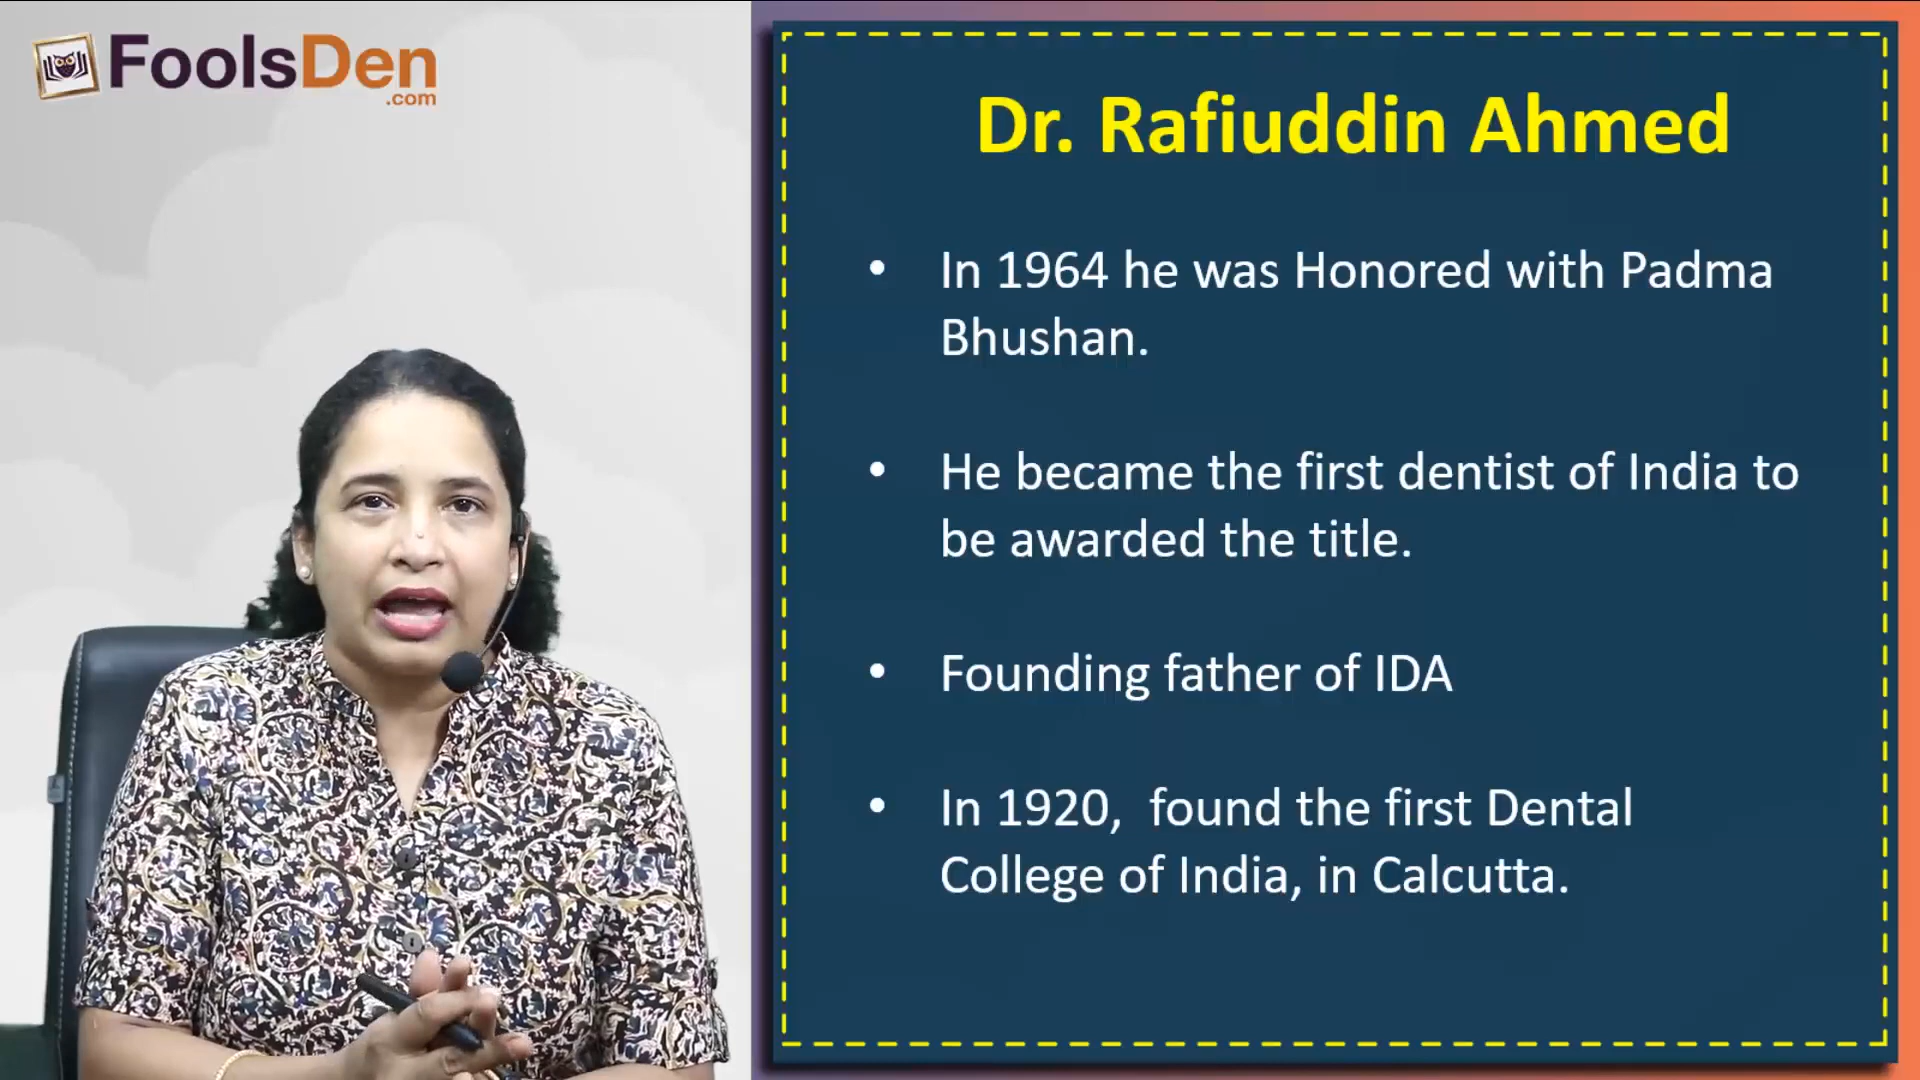 FoolsDen
.com
Dr. Rafiuddin Ahmed
• In 1964 he was Honored with Padma
Bhushan.
• He became the first dentist of India to
be awarded the title.
• Founding father of IDA
• In 1920,  found the first Dental
College of India, in Calcutta.